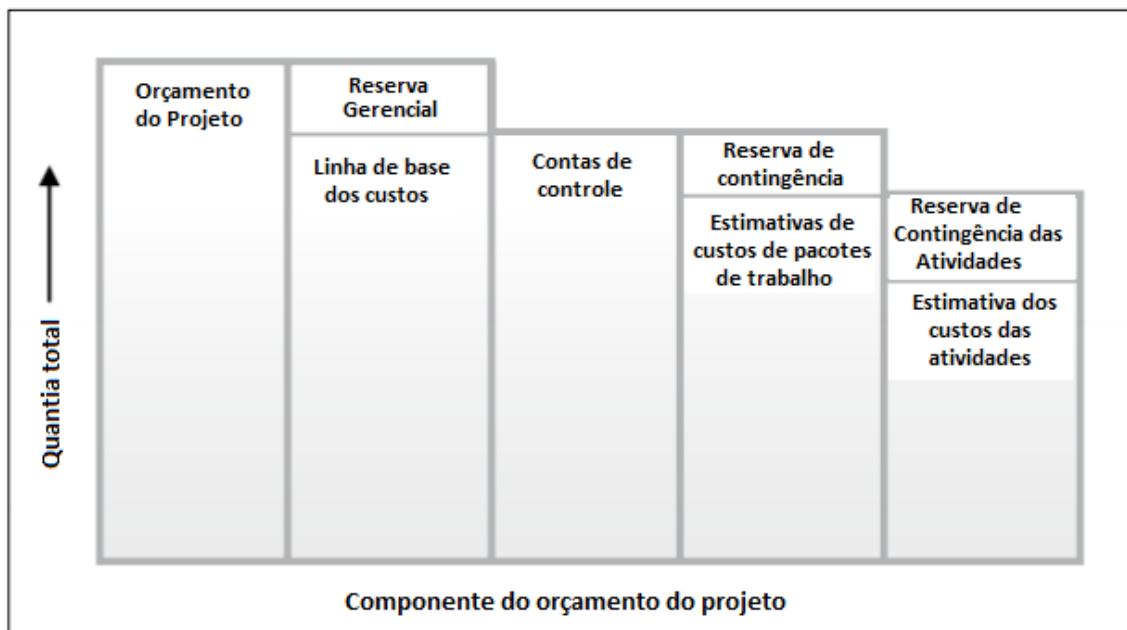 Orçamento
do Projeto
Reserva
Gerencial
Linha de base
dos custos
Contas de
controle
Reserva de
contingência
Estimativas de
custos de pacotes
de trabalho
Reserva de
Contingência das
Atividades
Estimativa dos
custos das
atividades
Quantia total
Componente do orçamento do projeto